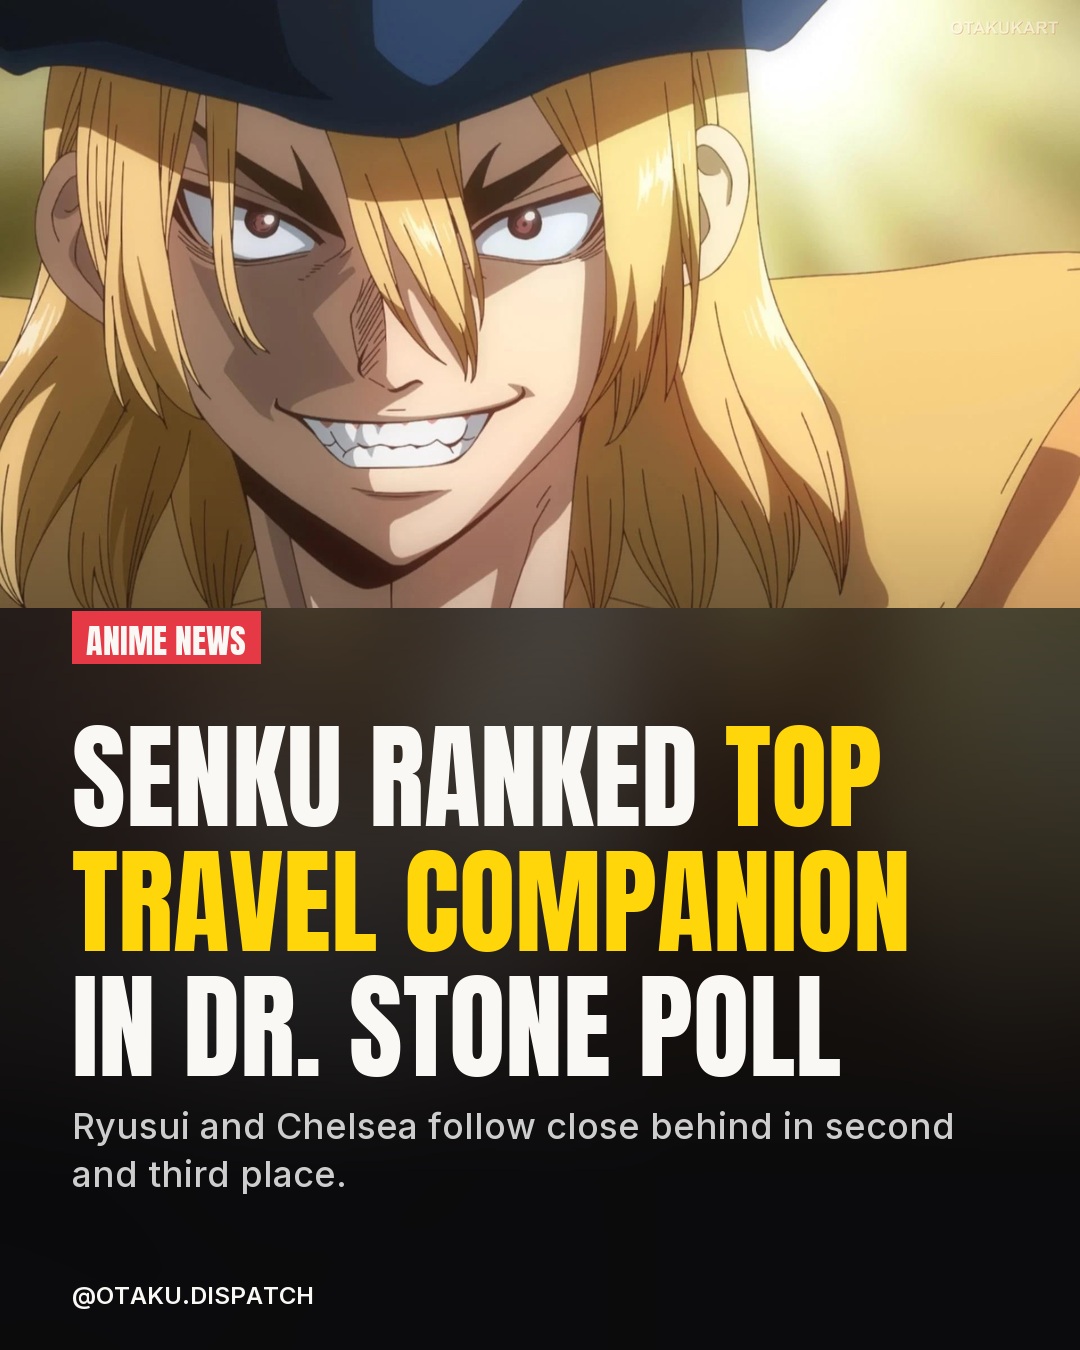 OTAKUKART
ANIME NEWS
SENKU RANKED TOP
TRAVEL COMPANION
IN DR. STONE POLL
Ryusui and Chelsea follow close behind in second
and third place.
@OTAKU.DISPATCH